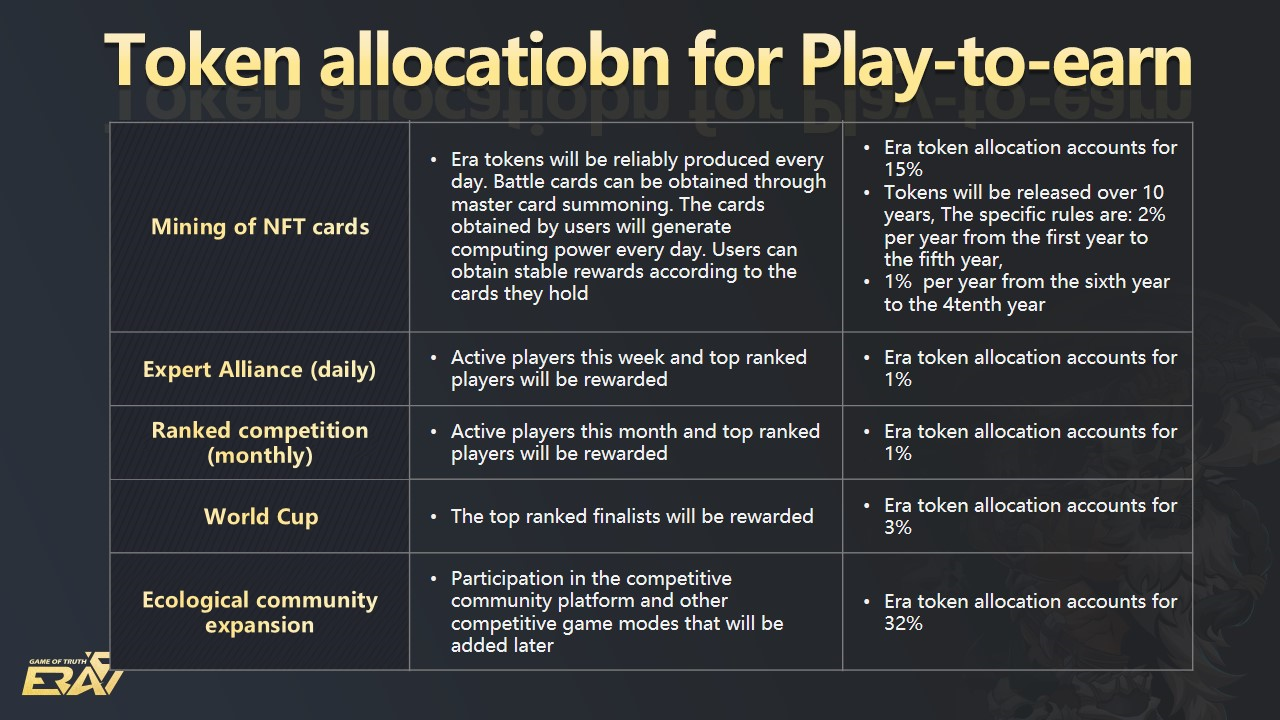 Token allocatiobn for Play-to-earn
Mining of NFT cards
• Era tokens will be reliably produced every
day. Battle cards can be obtained through
master card summoning. The cards
obtained by users will generate
computing power every day. Users can
obtain stable rewards according to the
cards they hold
• Era token allocation accounts for
15%
• Tokens will be released over 10
years, The specific rules are: 2%
per year from the first year to
the fifth year,
• 1%  per year from the sixth year
to the 4tenth year
Expert Alliance (daily)
• Active players this week and top ranked
players will be rewarded
• Era token allocation accounts for
1%
Ranked competition
(monthly)
• Active players this month and top ranked
players will be rewarded
• Era token allocation accounts for
1%
World Cup
• The top ranked finalists will be rewarded
• Era token allocation accounts for
3%
Ecological community
expansion
• Participation in the competitive
community platform and other
competitive game modes that will be
added later
• Era token allocation accounts for
32%
GAME OF TRUTH
ERA